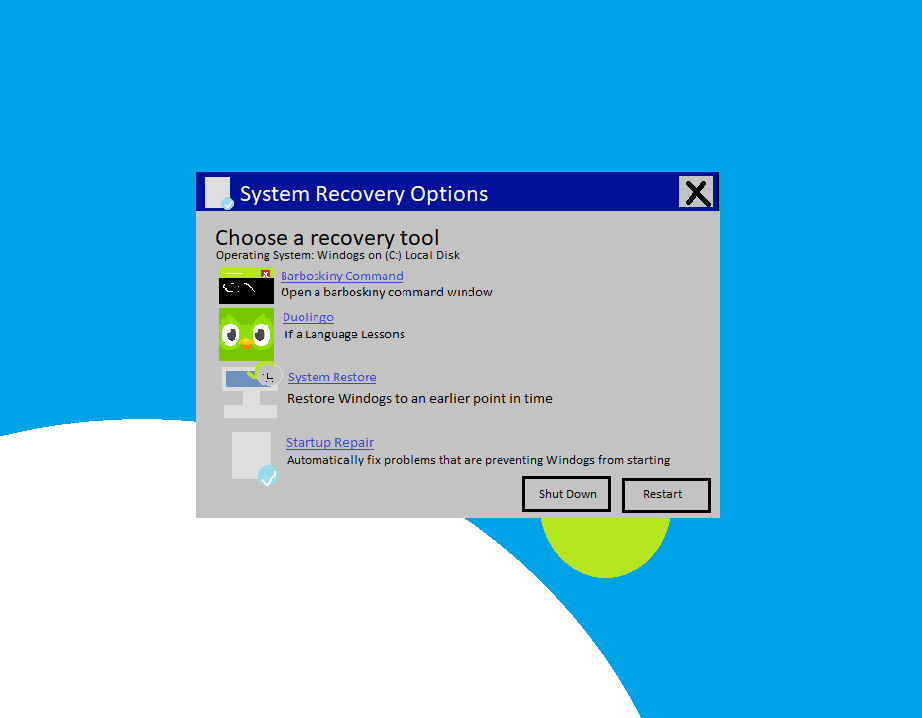 System Recovery Options
Choose a recovery tool
Operating System: Windogs on (C:) Local Disk
Barboskiny Command
Open a barboskiny command window
Duolingo
If a Language Lessons
System Restore
Restore Windogs to an earlier point in time
Startup Repair
Automatically fix problems that are preventing Windogs from starting
Shut Down
Restart